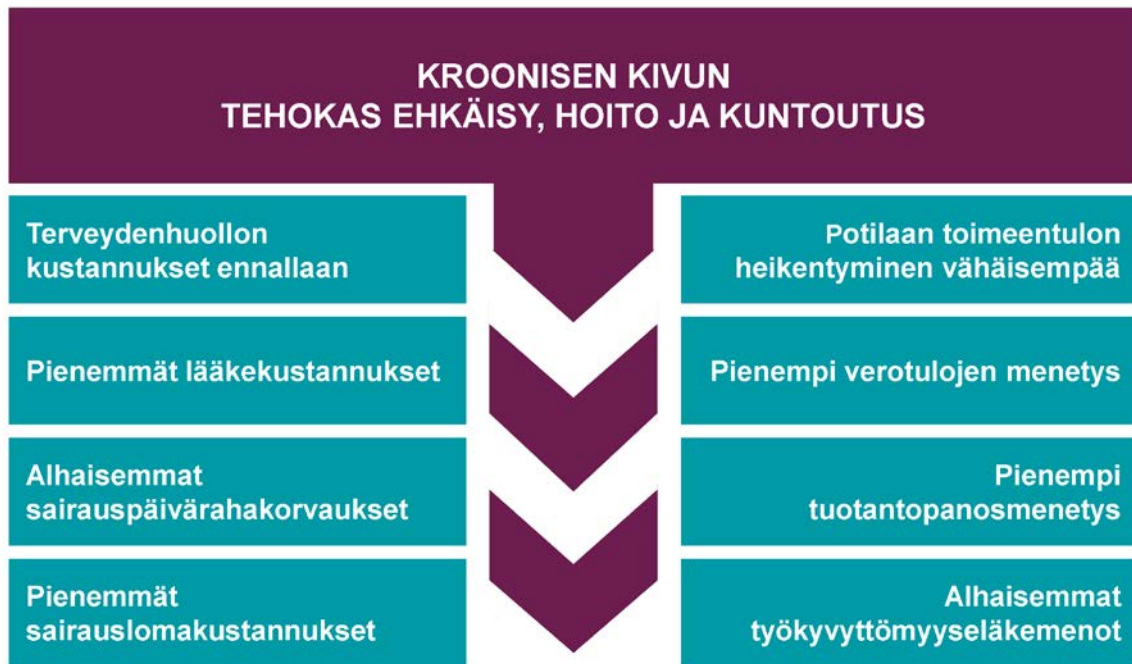 KROONISEN KIVUN
TEHOKAS EHKÄISY, HOITO JA KUNTOUTUS
Terveydenhuollon
kustannukset ennallaan
Potilaan toimeentulon
heikentyminen vähäisempää
Pienemmät lääkekustannukset
Pienempi verotulojen menetys
Alhaisemmat
sairauspäivärahakorvaukset
Pienempi
tuotantopanosmenetys
Pienemmät
sairauslomakustannukset
Alhaisemmat
työkyvyttömyyseläkemenot